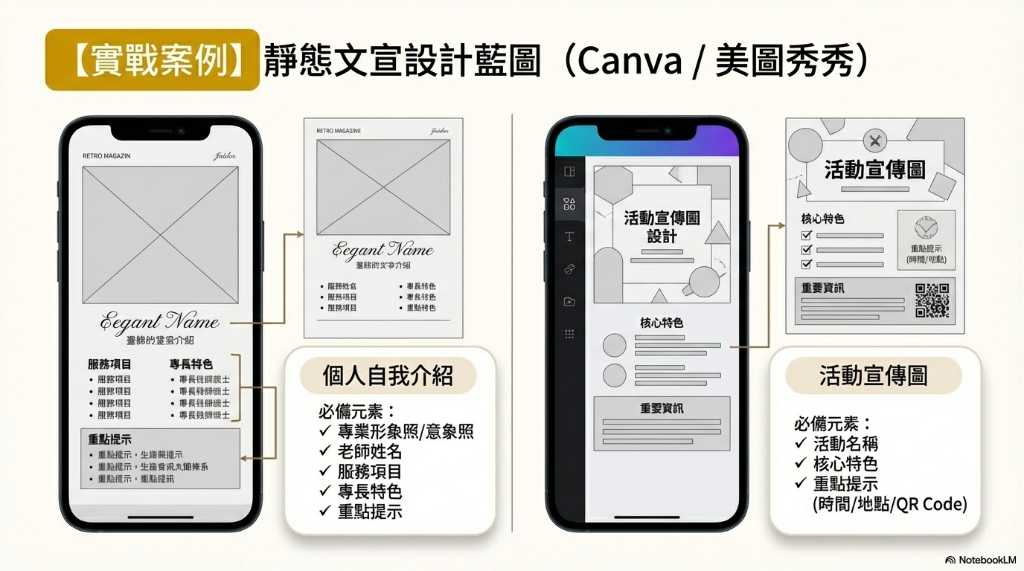 【實戰案例】靜態文宣設計藍圖（Canva / 美圖秀秀）
RETRO MAGAZIN
Eegant Name
服務項目
• 服務項目
• 服務項目
• 服務項目
• 服務項目
專長特色
重點提示
RETRO MAGAZINE
Eegant Name
• 服務姓名
• 服務項目
• 服務項目
• 專長特色
• 專長特色
• 重點特色
個人自我介紹
必備元素：
✓ 專業形象照/意象照
✓ 老師姓名
✓ 服務項目
✓ 專長特色
✓ 重點提示
活動宣傳圖
設計
核心特色
重要資訊
活動宣傳圖
核心特色
重點提示
(時間/地點)
重要資訊
活動宣傳圖
必備元素：
✓ 活動名稱
✓ 核心特色
✓ 重點提示
(時間/地點/QR Code)
NotebookLM